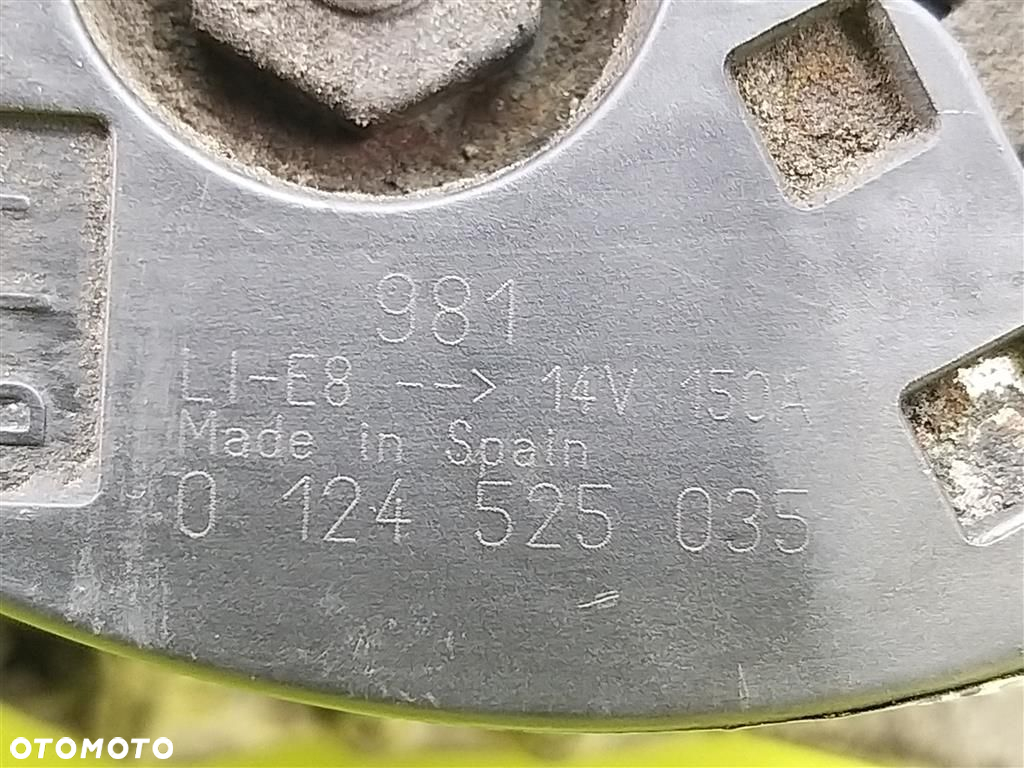 981
LI-E8 --> 14V 150A
Made in Spain
0 124 525 035
OTOMOTO